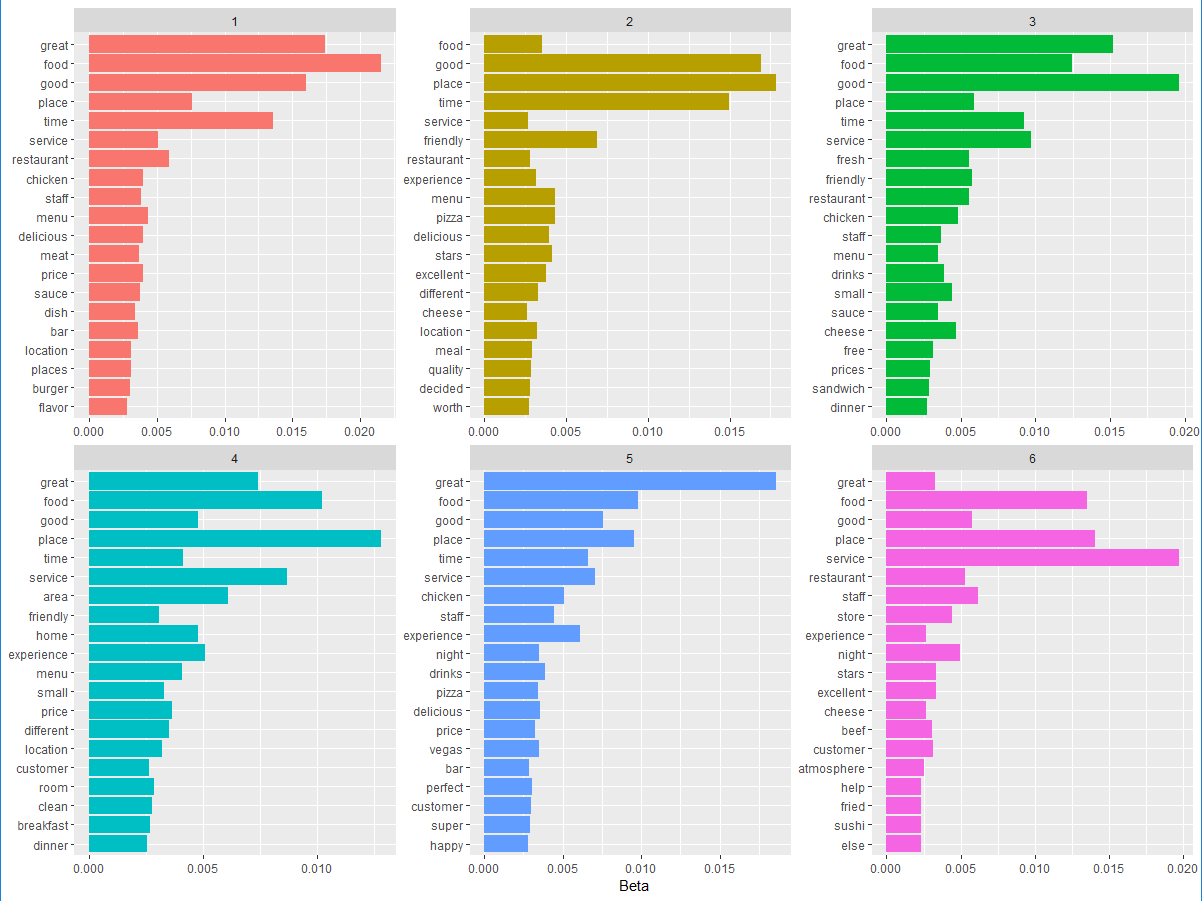 1
great
food
good
place
time
service
restaurant
chicken
staff
menu
delicious
meat
price
sauce
dish
bar
location
places
burger
flavor
0.000 0.005 0.010 0.015 0.020
2
food
good
place
time
service
friendly
restaurant
experience
menu
pizza
delicious
stars
excellent
different
cheese
location
meal
quality
decided
worth
0.000 0.005 0.010 0.015
3
great
food
good
place
time
service
fresh
friendly
restaurant
chicken
staff
menu
drinks
small
sauce
cheese
free
prices
sandwich
dinner
0.000 0.005 0.010 0.015 0.020
4
great
food
good
place
time
service
area
friendly
home
experience
menu
small
price
different
location
customer
room
clean
breakfast
dinner
0.000 0.005 0.010
5
great
food
good
place
time
service
chicken
staff
experience
night
drinks
pizza
delicious
price
vegas
bar
perfect
customer
super
happy
0.000 0.005 0.010 0.015
6
great
food
good
place
service
restaurant
staff
store
experience
night
stars
excellent
cheese
beef
customer
atmosphere
help
fried
sushi
else
0.000 0.005 0.010 0.015 0.020
Beta